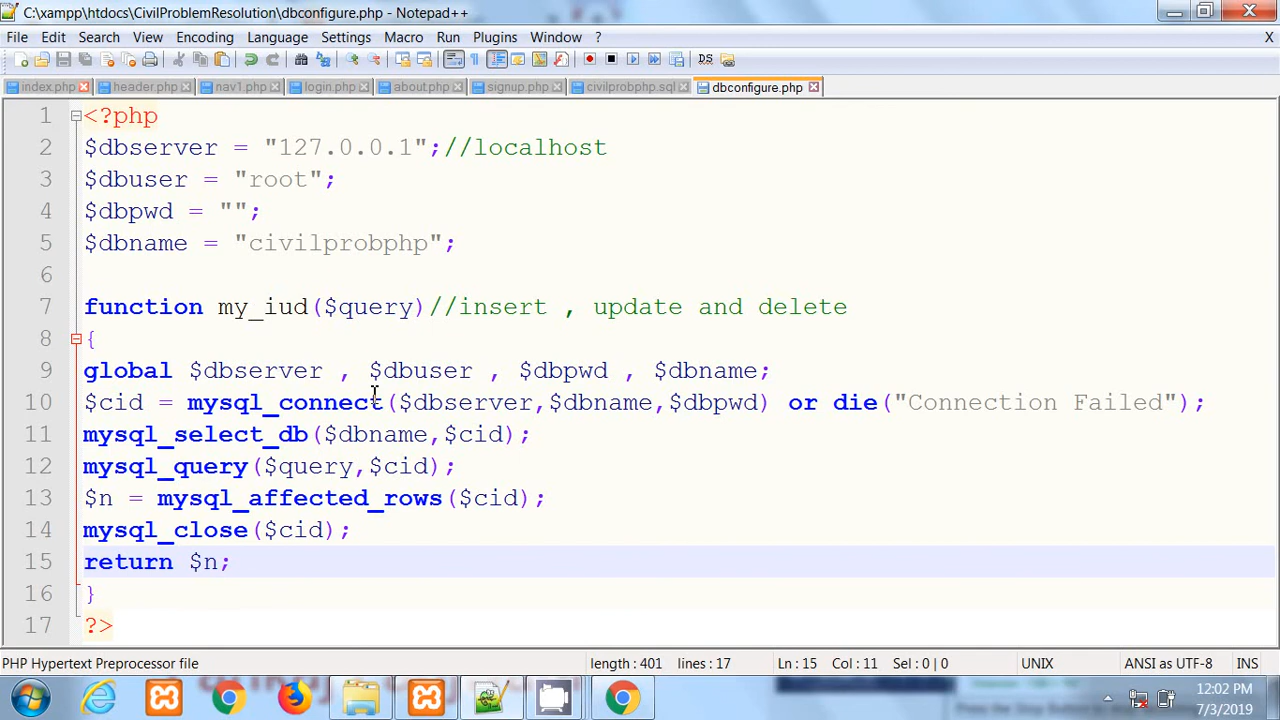 C:\xampp\htdocs\CivilProblemResolution\dbconfigure.php - Notepad++
File Edit Search View Encoding Language Settings Macro Run Plugins Window ? X
index.php header.php nav1.php login.php about.php signup.php civilprobphp.sql dbconfigure.php
1 <?php
2 $dbserver = "127.0.0.1";//localhost
3 $dbuser = "root";
4 $dbpwd = "";
5 $dbname = "civilprobphp";
6
7 function my_iud($query)//insert , update and delete
8 {
9 global $dbserver , $dbuser , $dbpwd , $dbname;
10 $cid = mysql_connect($dbserver,$dbname,$dbpwd) or die("Connection Failed");
11 mysql_select_db($dbname,$cid);
12 mysql_query($query,$cid);
13 $n = mysql_affected_rows($cid);
14 mysql_close($cid);
15 return $n;
16 }
17 ?>
PHP Hypertext Preprocessor file length : 401 lines : 17 Ln : 15 Col : 11 Sel : 0 | 0 UNIX ANSI as UTF-8 INS
12:02 PM
7/3/2019